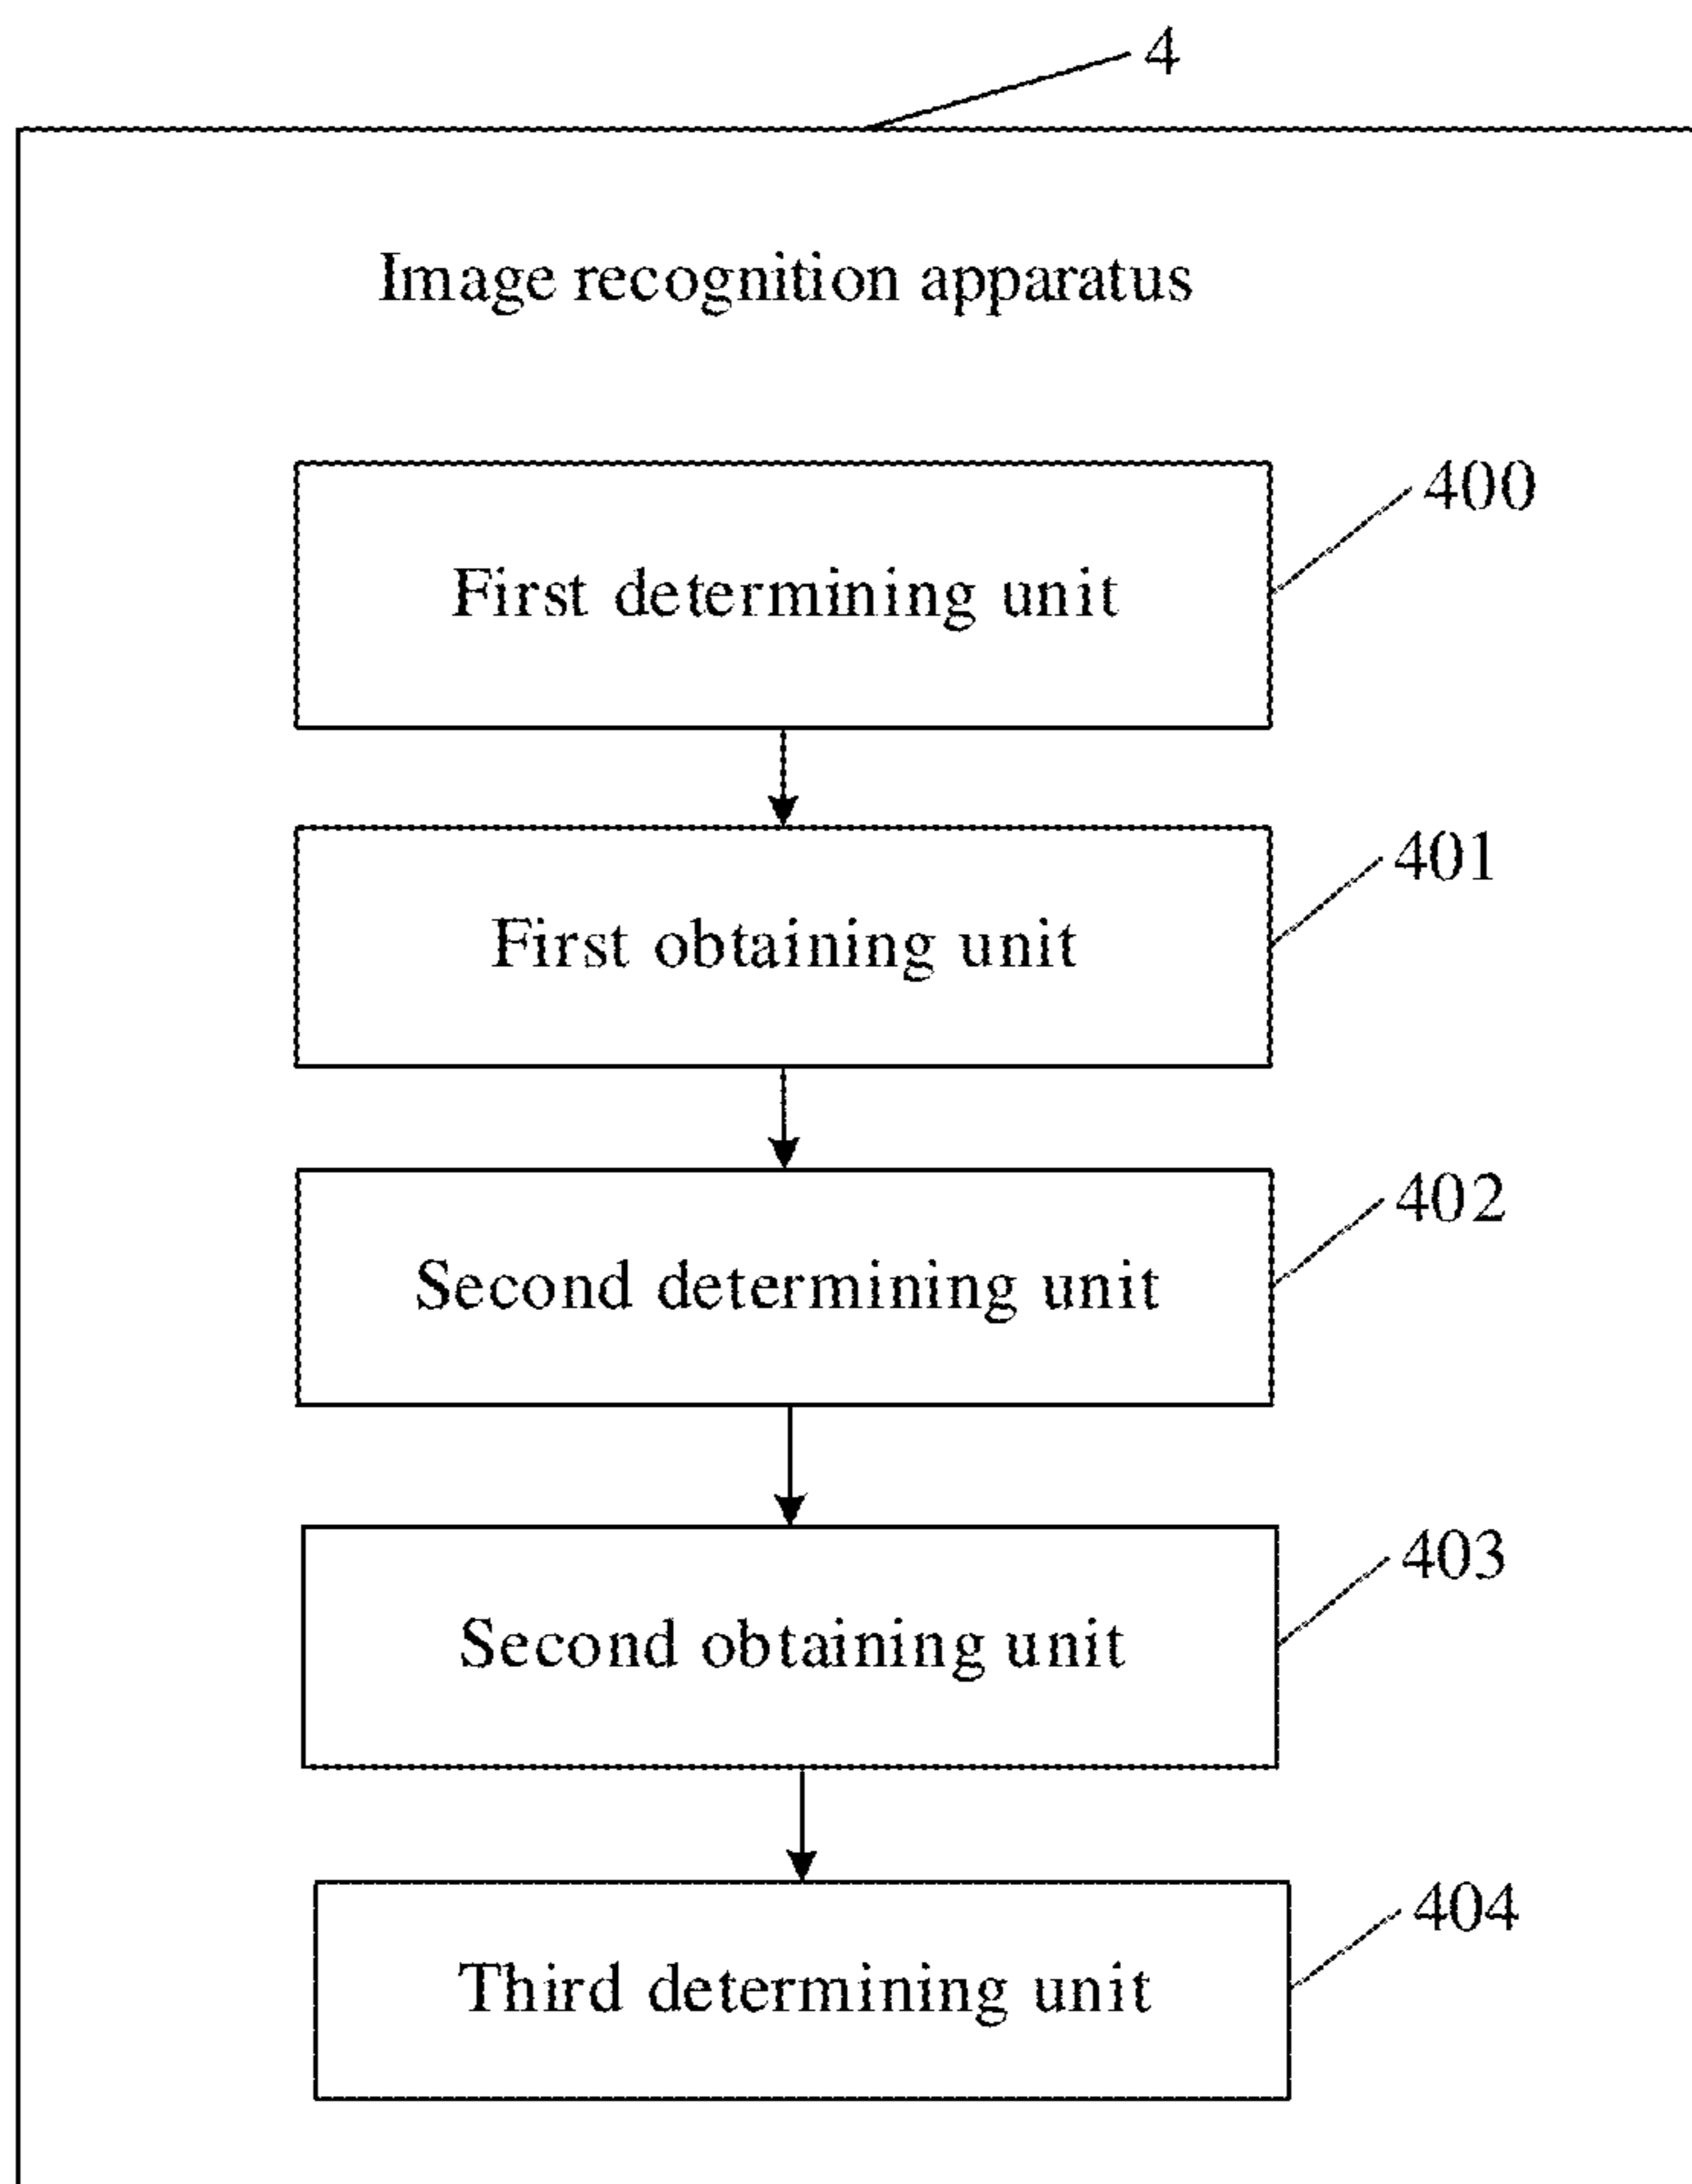 4
Image recognition apparatus
400
First determining unit
401
First obtaining unit
402
Second determining unit
403
Second obtaining unit
404
Third determining unit